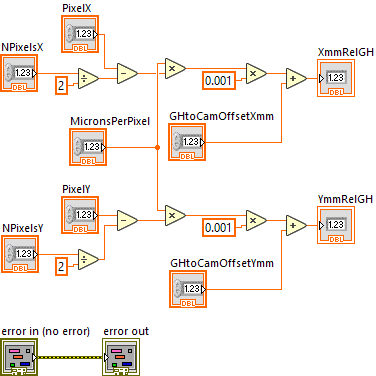 PixelX
NPixelsX
1.23
DBL
XmmRelGH
1.23
DBL
2
0.001
1.23
DBL
MicronsPerPixel
GHtoCamOffsetXmm
1.23
DBL
1.23
DBL
PixelY
YmmRelGH
1.23
DBL
NPixelsY
0.001
1.23
DBL
1.23
DBL
2
GHtoCamOffsetYmm
1.23
DBL
error in (no error)
error out